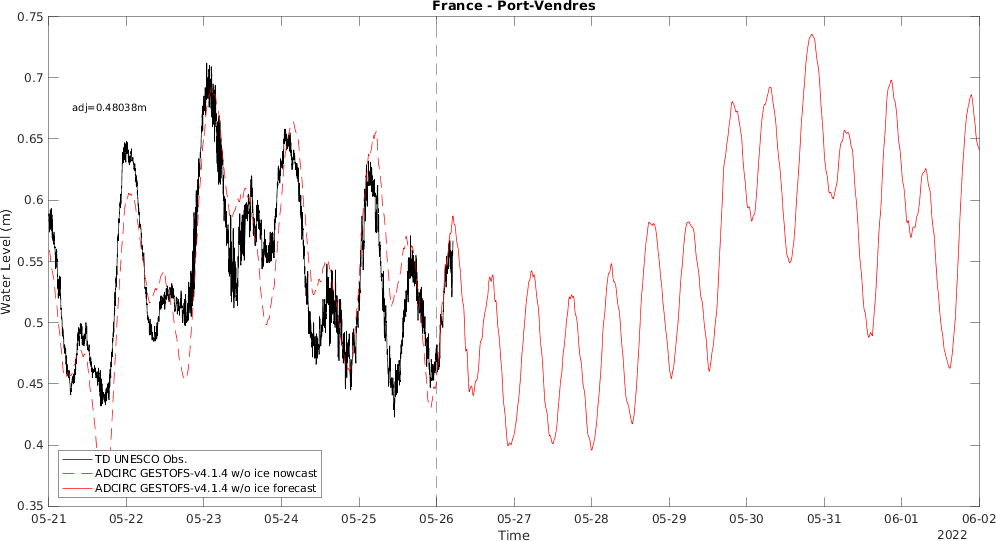 France - Port-Vendres
0.75
0.7
0.65
0.6
0.55
0.5
0.45
0.4
0.35
Water Level (m)
adj=0.48038m
TD UNESCO Obs.
ADCIRC GESTOFS-v4.1.4 w/o ice nowcast
ADCIRC GESTOFS-v4.1.4 w/o ice forecast
05-21 05-22 05-23 05-24 05-25 05-26 05-27 05-28 05-29 05-30 05-31 06-01 06-02
Time
2022